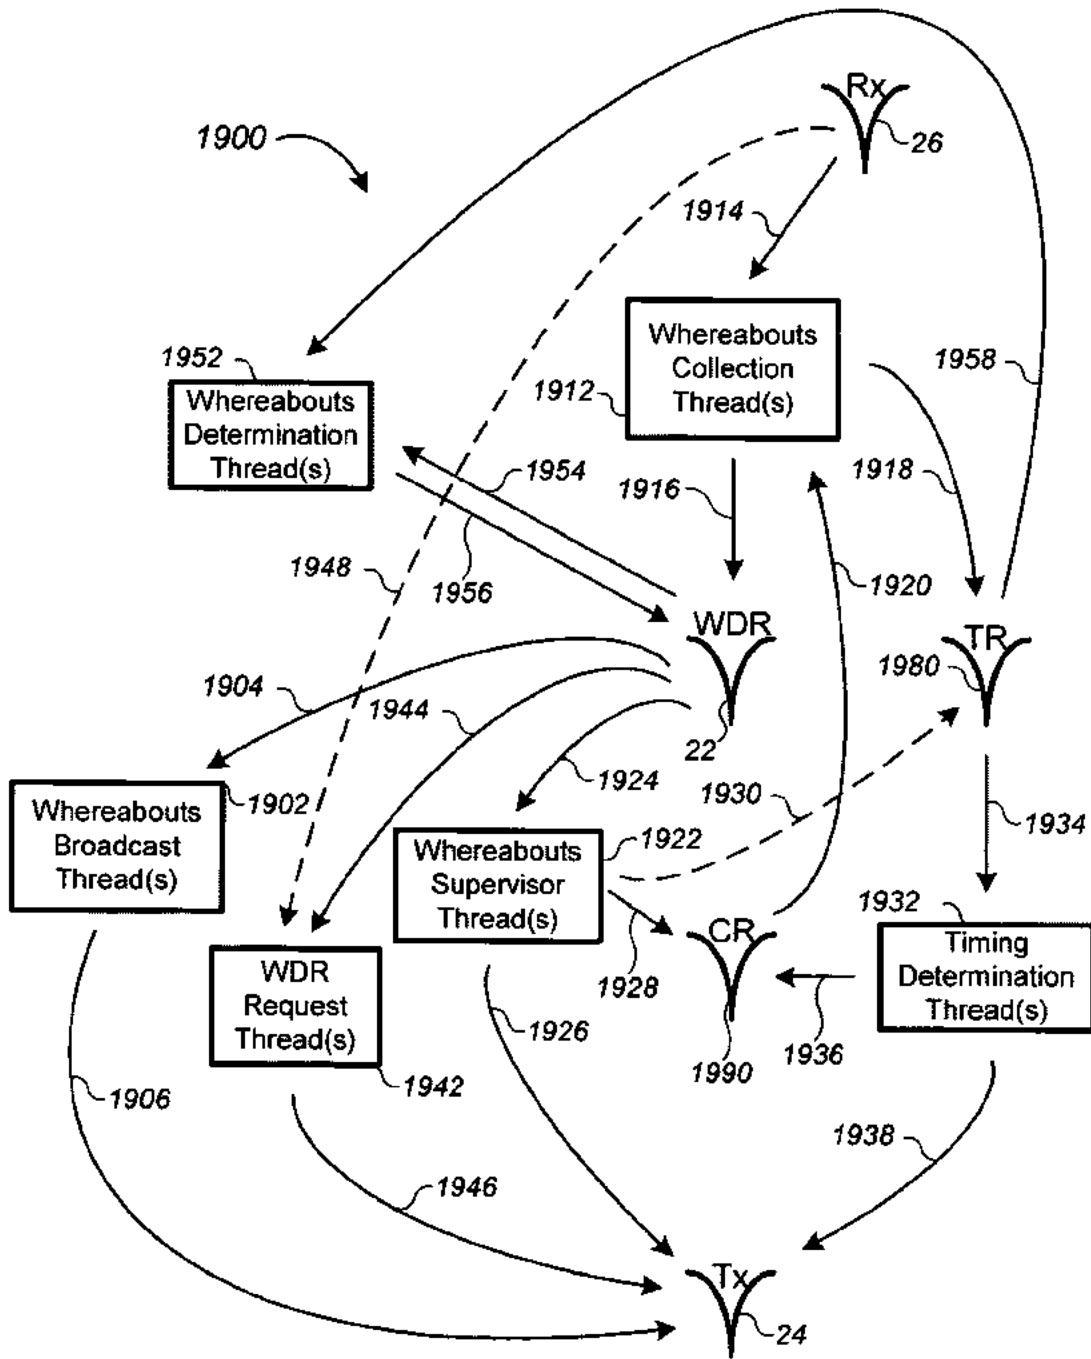 Rx
26
1900
1914
1952
Whereabouts
Determination
Thread(s)
Whereabouts
Collection
Thread(s)
1912
1958
1954
1916
1918
1948
1956
1920
WDR
22
TR
1980
1904
1944
1924
1930
1934
1902
Whereabouts
Broadcast
Thread(s)
1922
Whereabouts
Supervisor
Thread(s)
1932
Timing
Determination
Thread(s)
CR
1990
WDR
Request
Thread(s)
1942
1928
1936
1926
1906
1938
1946
Tx
24